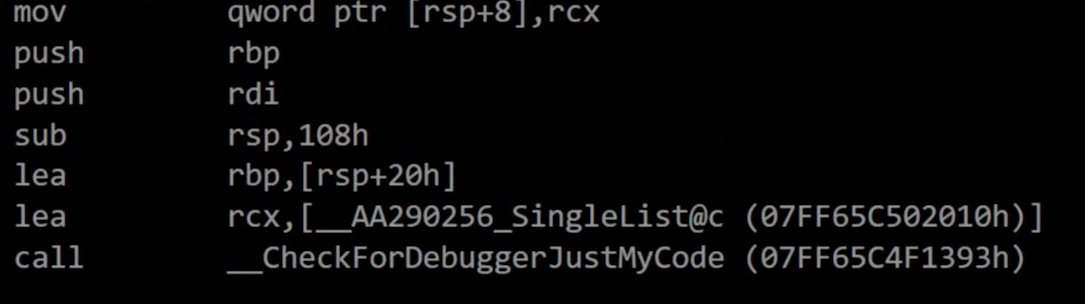 mov qword ptr [rsp+8],rcx
push rbp
push rdi
sub rsp,108h
lea rbp,[rsp+20h]
lea rcx,[__AA290256_SingleList@c (07FF65C502010h)]
call __CheckForDebuggerJustMyCode (07FF65C4F1393h)